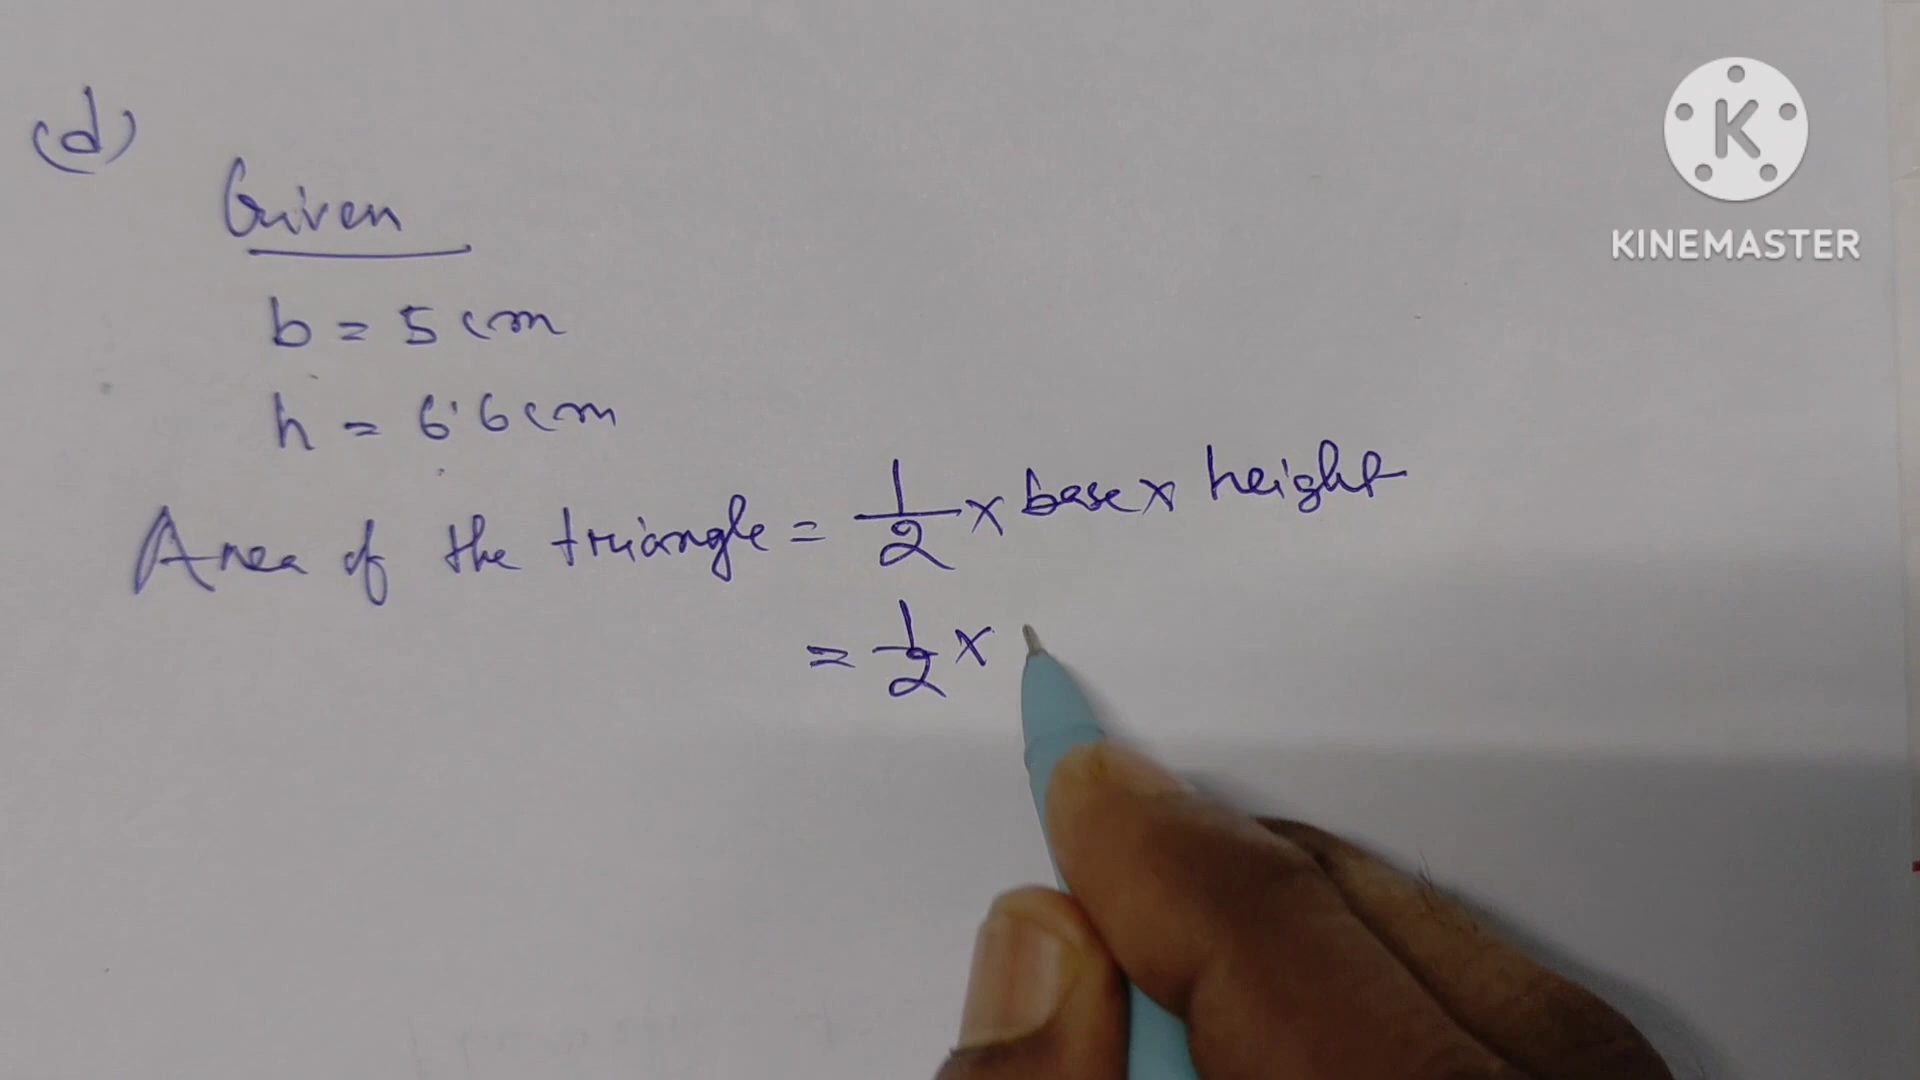 (d)
Given
b = 5 cm
h = 6.6 cm
Area of the triangle = 1/2 × base × height
= 1/2 ×
K
KINEMASTER